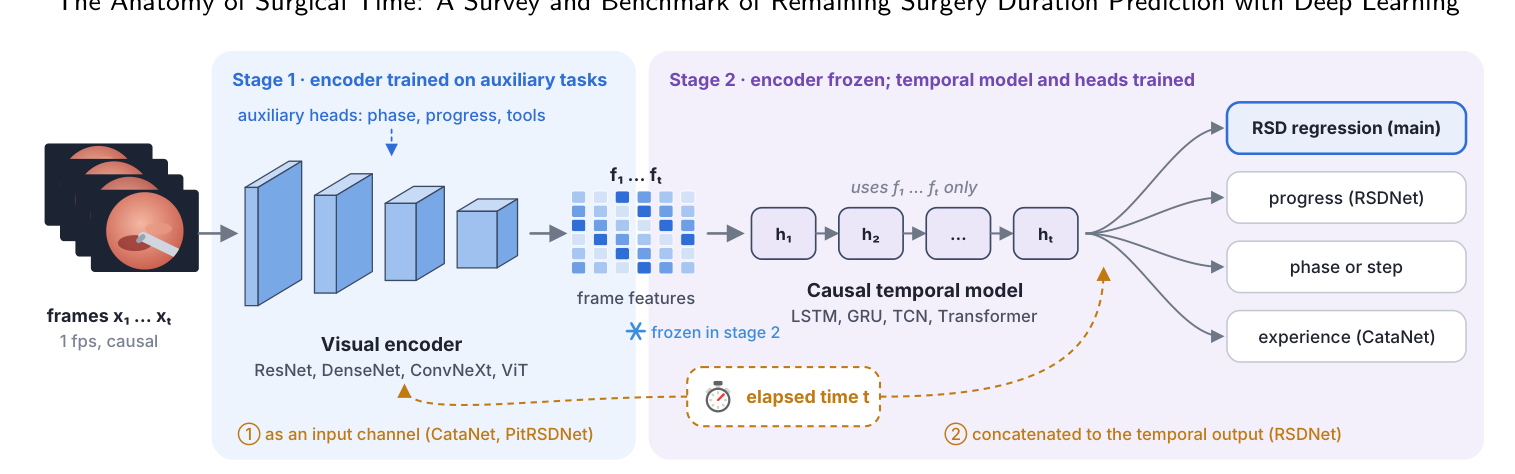 The Anatomy of Surgical Time: A Survey and Benchmark of Remaining Surgery Duration Prediction with Deep Learning
Stage 1 · encoder trained on auxiliary tasks
auxiliary heads: phase, progress, tools
frames x₁ … xₜ
1 fps, causal
Visual encoder
ResNet, DenseNet, ConvNeXt, ViT
① as an input channel (CataNet, PitRSDNet)
f₁ … fₜ
frame features
frozen in stage 2
elapsed time t
Stage 2 · encoder frozen; temporal model and heads trained
uses f₁ … fₜ only
h₁
h₂
...
hₜ
Causal temporal model
LSTM, GRU, TCN, Transformer
② concatenated to the temporal output (RSDNet)
RSD regression (main)
progress (RSDNet)
phase or step
experience (CataNet)